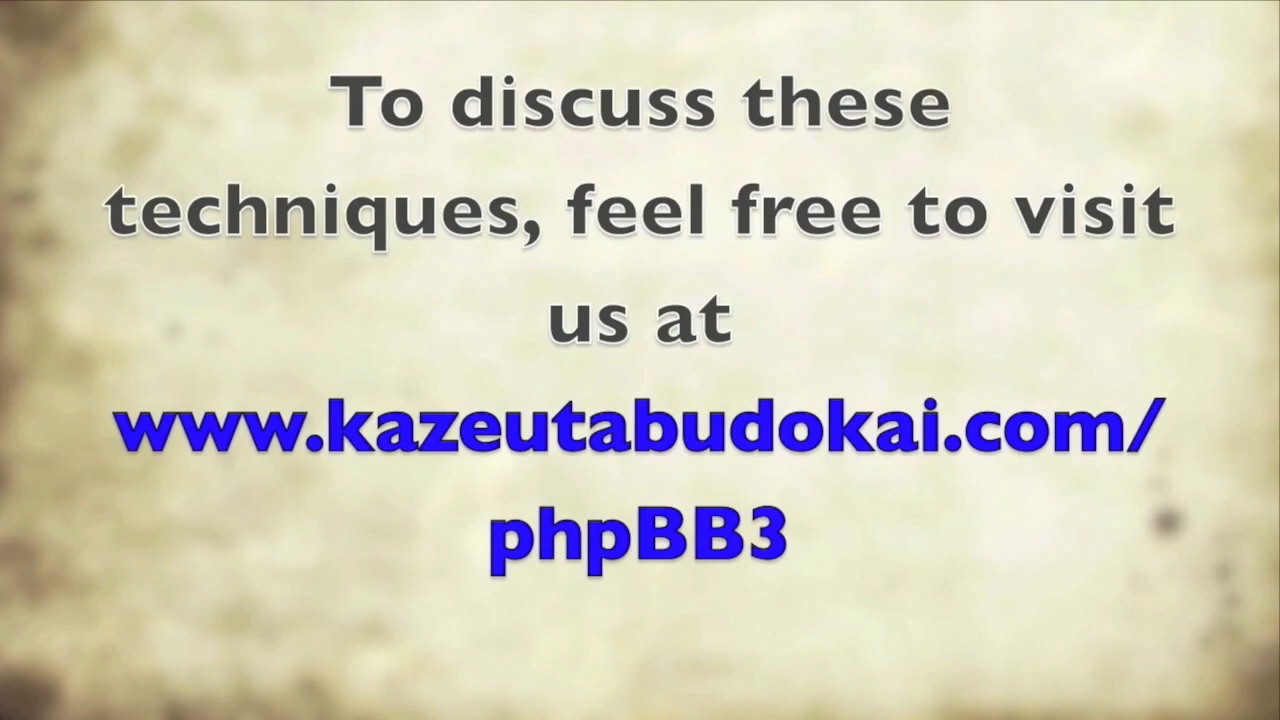 To discuss these
techniques, feel free to visit
us at
www.kazeutabudokai.com/
phpBB3